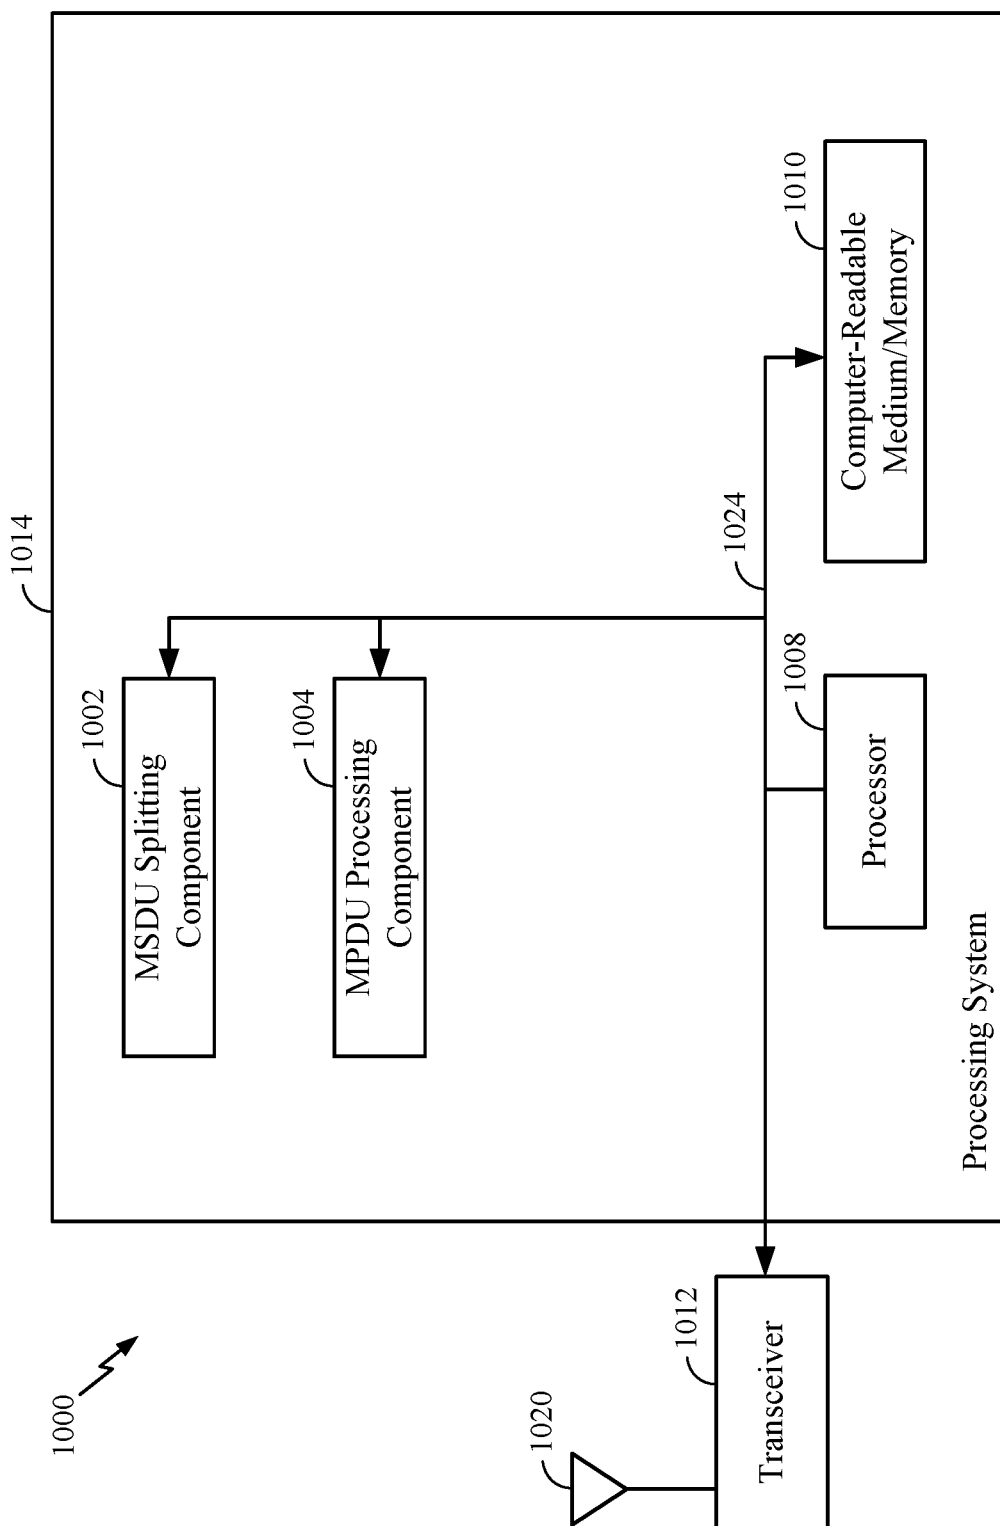 1000
1014
1002
MSDU Splitting
Component
1004
MPDU Processing
Component
1020
1012
Transceiver
1024
1008
Processor
1010
Computer-Readable
Medium/Memory
Processing System